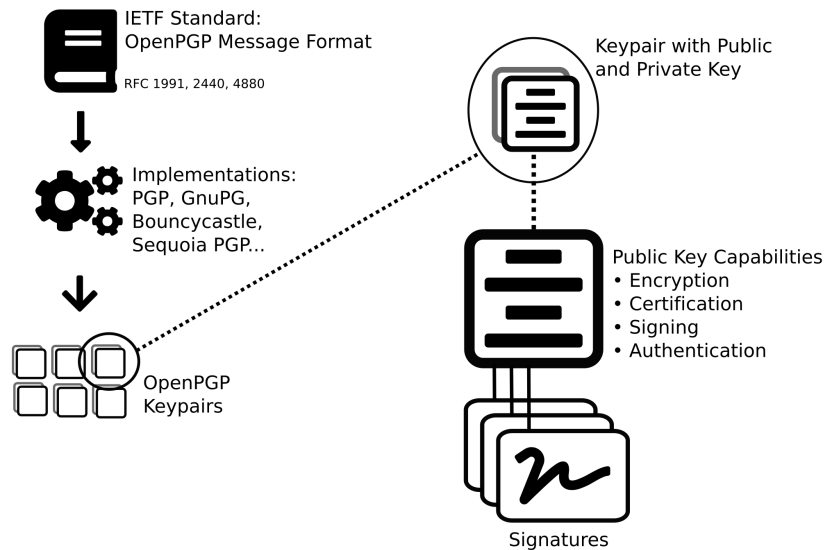 IETF Standard:
OpenPGP Message Format
RFC 1991, 2440, 4880
Implementations:
PGP, GnuPG,
Bouncycastle,
Sequoia PGP...
OpenPGP
Keypairs
Keypair with Public
and Private Key
Public Key Capabilities
• Encryption
• Certification
• Signing
• Authentication
Signatures